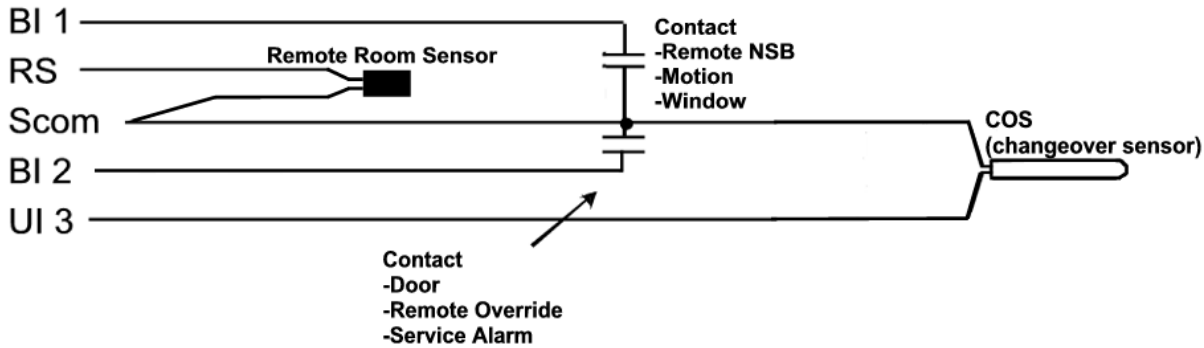 BI 1
RS
Scom
BI 2
UI 3
Remote Room Sensor
Contact
-Remote NSB
-Motion
-Window
COS
(changeover sensor)
Contact
-Door
-Remote Override
-Service Alarm